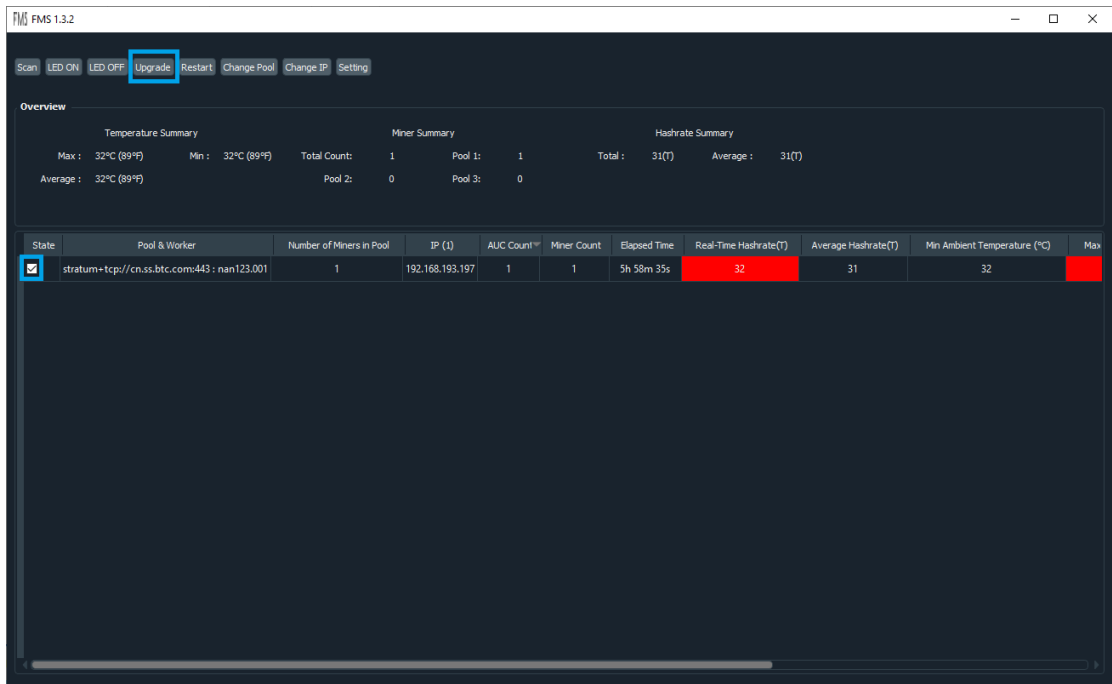 FMS FMS 1.3.2
Scan LED ON LED OFF Upgrade Restart Change Pool Change IP Setting
Overview
Temperature Summary Miner Summary Hashrate Summary
Max : 32°C (89°F) Min : 32°C (89°F) Total Count: 1 Pool 1: 1 Total : 31(T) Average : 31(T)
Average : 32°C (89°F) Pool 2: 0 Pool 3: 0
State Pool & Worker Number of Miners in Pool IP (1) AUC Count Miner Count Elapsed Time Real-Time Hashrate(T) Average Hashrate(T) Min Ambient Temperature (°C) Max
stratum+tcp://cn.ss.btc.com:443 : nan123.001 1 192.168.193.197 1 1 5h 58m 35s 32 31 32